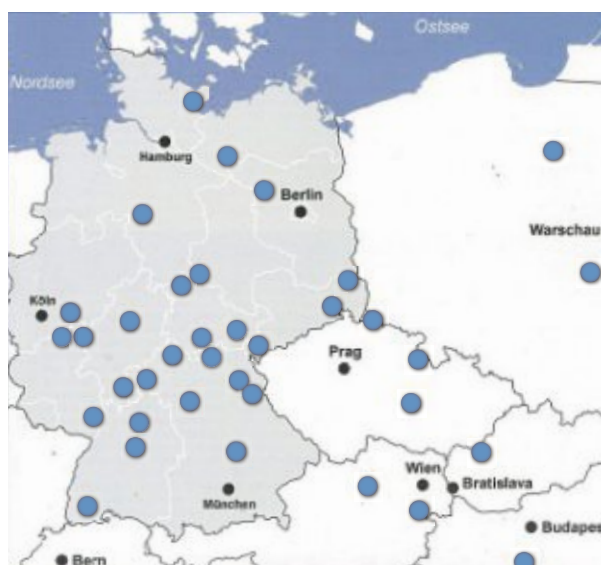 Ostsee
Nordsee
Hamburg
Berlin
Warschau
Köln
Prag
Wien
Bratislava
München
Budapes
Bern